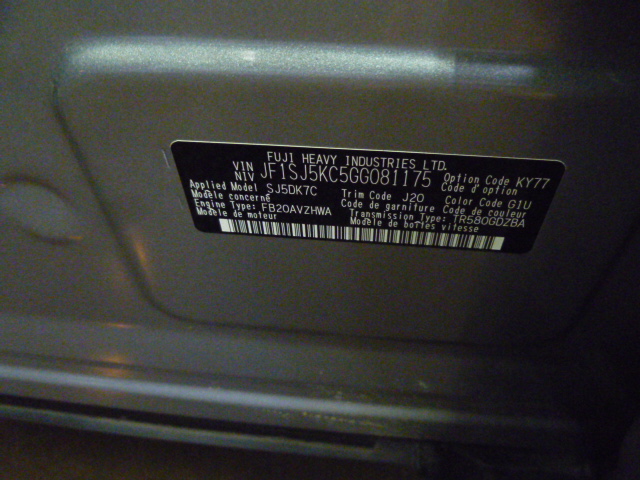 FUJI HEAVY INDUSTRIES LTD.
VIN NIV JF1SJ5KC5GG081175 Option Code KY77
Code d'option
Applied Model SJ5DK7C Trim Code J20 Color Code G1U
Modèle concerné Code de garniture Code de couleur
Engine Type FB20AVZHWA Transmission Type TR580GDZBA
Modèle de moteur Modèle de boîtes vitesse